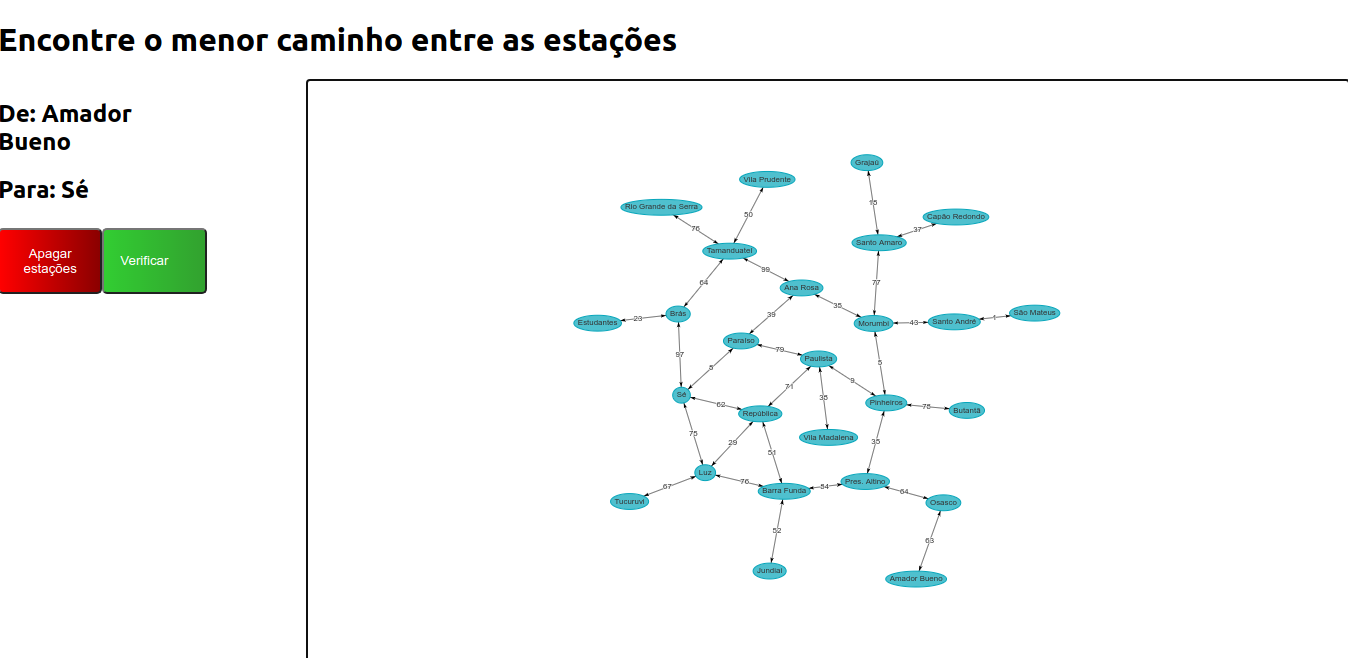 Encontre o menor caminho entre as estações
De: Amador
Bueno
Para: Sé
Apagar
estações
Verificar
Grajaú
Vila Prudente
15
Rio Grande da Serra
50
Capão Redondo
76
37
Santo Amaro
Tamanduateí
64
77
Ana Rosa
35
São Mateus
Brás
39
1
Estudantes
23
Morumbi
43
Santo André
Paraíso
79
97
Paulista
5
5
Sé
71
62
Pinheiros
78
Butantã
República
75
29
Vila Madalena
35
51
Luz
67
76
Pres. Altino
Barra Funda
54
64
Tucuruvi
Osasco
52
63
Jundiaí
Amador Bueno